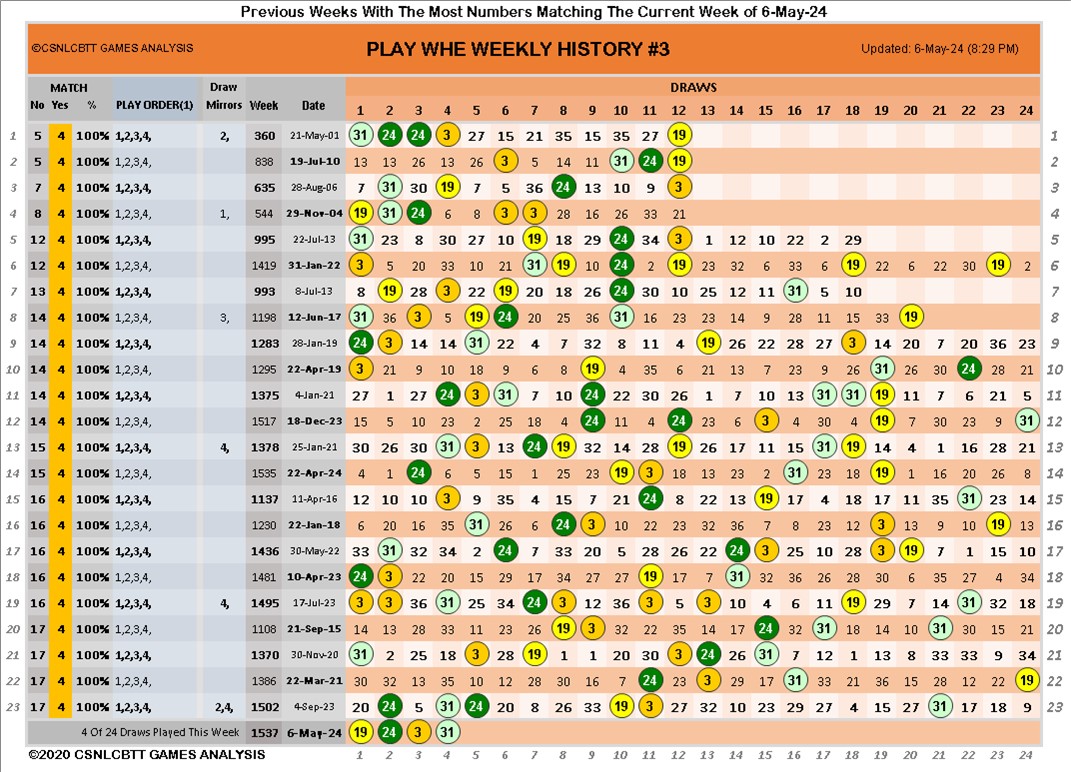 Previous Weeks With The Most Numbers Matching The Current Week of 6-May-24
©CSNLCBTT GAMES ANALYSIS PLAY WHE WEEKLY HISTORY #3 Updated: 6-May-24 (8:29 PM)
MATCH Draw DRAWS
No Yes % PLAY ORDER(1) Mirrors Week Date 1 2 3 4 5 6 7 8 9 10 11 12 13 14 15 16 17 18 19 20 21 22 23 24
1 5 4 100% 1,2,3,4, 2, 360 21-May-01 31 24 24 3 27 15 21 35 15 35 27 19 1
2 5 4 100% 1,2,3,4, 838 19-Jul-10 13 13 26 13 26 3 5 14 11 31 24 19 2
3 7 4 100% 1,2,3,4, 635 28-Aug-06 7 31 30 19 7 5 36 24 13 10 9 3 3
4 8 4 100% 1,2,3,4, 1, 544 29-Nov-04 19 31 24 6 8 3 3 28 16 26 33 21 4
5 12 4 100% 1,2,3,4, 995 22-Jul-13 31 23 8 30 27 10 19 18 29 24 34 3 1 12 10 22 2 29 5
6 12 4 100% 1,2,3,4, 1419 31-Jan-22 3 5 20 33 10 21 31 19 10 24 2 19 23 32 6 33 6 19 22 6 22 30 19 2 6
7 13 4 100% 1,2,3,4, 993 8-Jul-13 8 19 28 3 22 19 20 18 26 24 30 10 25 12 11 31 5 10 7
8 14 4 100% 1,2,3,4, 3, 1198 12-Jun-17 31 36 3 5 19 24 20 25 36 31 16 23 23 14 9 28 11 15 33 19 8
9 14 4 100% 1,2,3,4, 1283 28-Jan-19 24 3 14 14 31 22 4 7 32 8 11 4 19 26 22 28 27 3 14 20 7 20 36 23 9
10 14 4 100% 1,2,3,4, 1295 22-Apr-19 3 21 9 10 18 9 6 8 19 4 35 6 21 13 7 23 9 26 31 26 30 24 28 21 10
11 14 4 100% 1,2,3,4, 1375 4-Jan-21 27 1 27 24 3 31 7 10 24 22 30 26 1 7 10 13 31 31 19 11 7 6 21 5 11
12 14 4 100% 1,2,3,4, 1517 18-Dec-23 15 5 10 23 2 25 18 4 24 11 5 24 6 4 3 4 30 4 19 7 30 23 9 31 12
13 15 4 100% 1,2,3,4, 4, 1378 25-Jan-21 30 26 30 31 3 13 24 19 32 14 28 19 26 17 11 15 31 19 14 4 1 16 28 21 13
14 15 4 100% 1,2,3,4, 1535 22-Apr-24 4 1 24 6 5 15 1 25 23 19 3 18 13 23 2 31 23 18 19 1 16 26 24 8 14
15 16 4 100% 1,2,3,4, 1137 11-Apr-16 12 10 10 3 9 35 4 15 7 21 24 8 22 13 19 17 4 18 17 11 35 31 23 14 15
16 16 4 100% 1,2,3,4, 1230 22-Jan-18 6 20 16 35 31 26 6 24 3 10 22 23 32 36 7 8 23 12 3 13 9 10 19 13 16
17 16 4 100% 1,2,3,4, 1436 30-May-22 33 31 32 34 2 24 7 33 20 5 28 26 22 24 3 25 10 28 3 19 7 1 15 10 17
18 16 4 100% 1,2,3,4, 1481 10-Apr-23 24 3 22 20 15 29 17 34 27 27 19 17 7 31 32 36 26 28 30 6 35 27 4 34 18
19 16 4 100% 1,2,3,4, 4, 1495 17-Jul-23 3 3 36 31 25 34 24 3 12 36 3 5 3 10 4 6 11 19 29 7 14 31 32 18 19
20 17 4 100% 1,2,3,4, 1108 21-Sep-15 14 13 28 33 11 23 26 19 3 32 22 35 14 17 24 32 31 18 14 10 31 30 15 21 20
21 17 4 100% 1,2,3,4, 1370 30-Nov-20 31 2 25 18 3 28 19 1 1 20 30 3 24 26 31 7 12 1 13 8 33 33 9 34 21
22 17 4 100% 1,2,3,4, 1386 22-Mar-21 30 32 13 35 10 12 28 30 16 7 24 23 3 29 17 31 33 21 36 15 28 12 22 19 22
23 17 4 100% 1,2,3,4, 2,4, 1502 4-Sep-23 20 24 5 31 24 20 8 26 33 19 3 27 32 10 23 29 27 4 15 27 31 17 18 9 23
4 Of 24 Draws Played This Week 1537 6-May-24 19 24 3 31
©2020 CSNLCBTT GAMES ANALYSIS 1 2 3 4 5 6 7 8 9 10 11 12 13 14 15 16 17 18 19 20 21 22 23 24